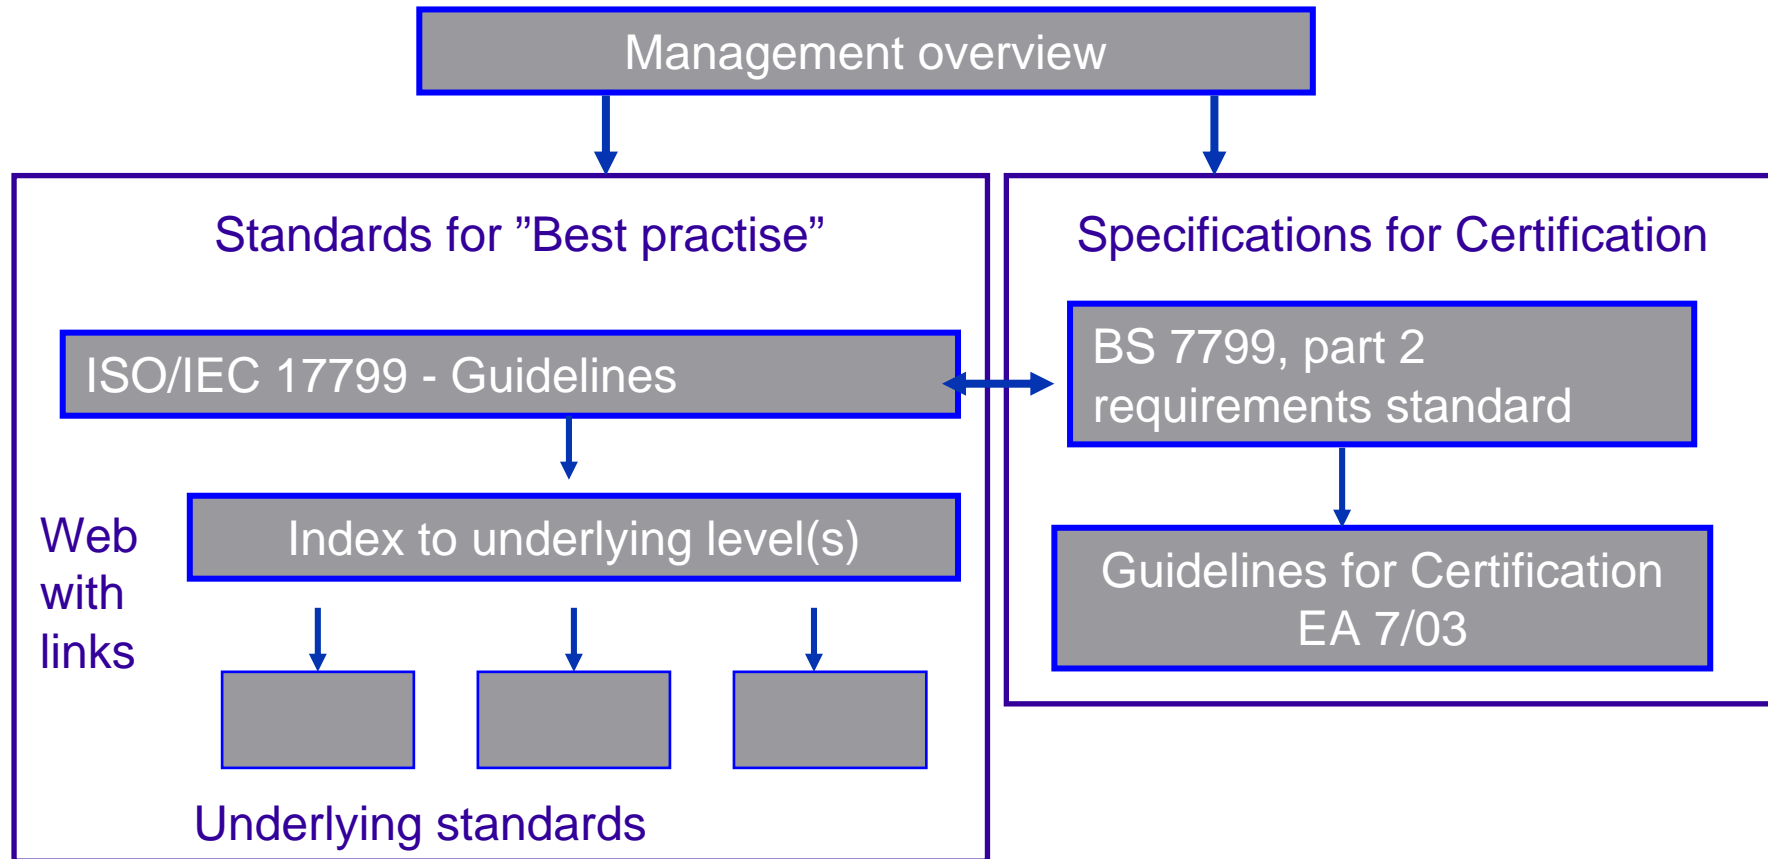 Management overview
Standards for ”Best practise”
ISO/IEC 17799 - Guidelines
Index to underlying level(s)
Web
with
links
Underlying standards
Specifications for Certification
BS 7799, part 2
requirements standard
Guidelines for Certification
EA 7/03